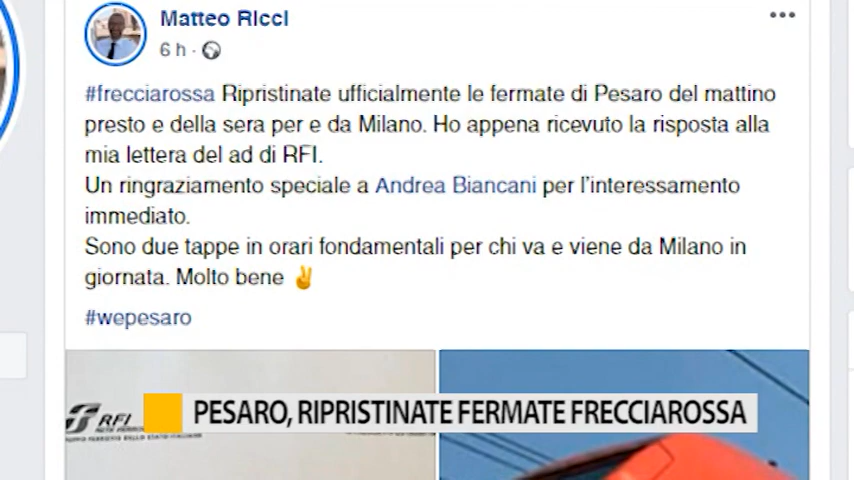 Matteo Ricci
6 h ·
#frecciarossa Ripristinate ufficialmente le fermate di Pesaro del mattino
presto e della sera per e da Milano. Ho appena ricevuto la risposta alla
mia lettera del ad di RFI.
Un ringraziamento speciale a Andrea Biancani per l'interessamento
immediato.
Sono due tappe in orari fondamentali per chi va e viene da Milano in
giornata. Molto bene ✌
#wepesaro
RFI
PESARO, RIPRISTINATE FERMATE FRECCIAROSSA